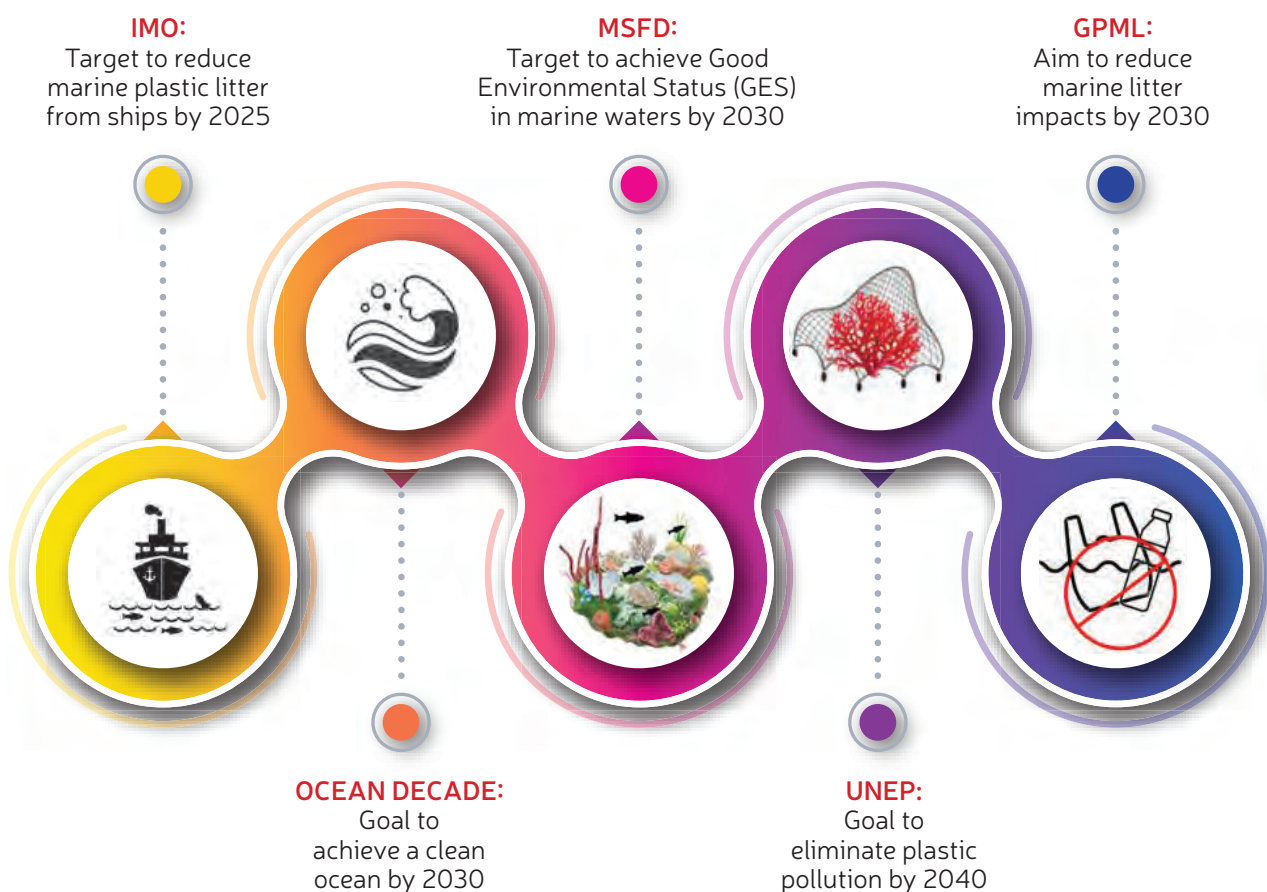 IMO:
Target to reduce
marine plastic litter
from ships by 2025
MSFD:
Target to achieve Good
Environmental Status (GES)
in marine waters by 2030
GPML:
Aim to reduce
marine litter
impacts by 2030
OCEAN DECADE:
Goal to
achieve a clean
ocean by 2030
UNEP:
Goal to
eliminate plastic
pollution by 2040